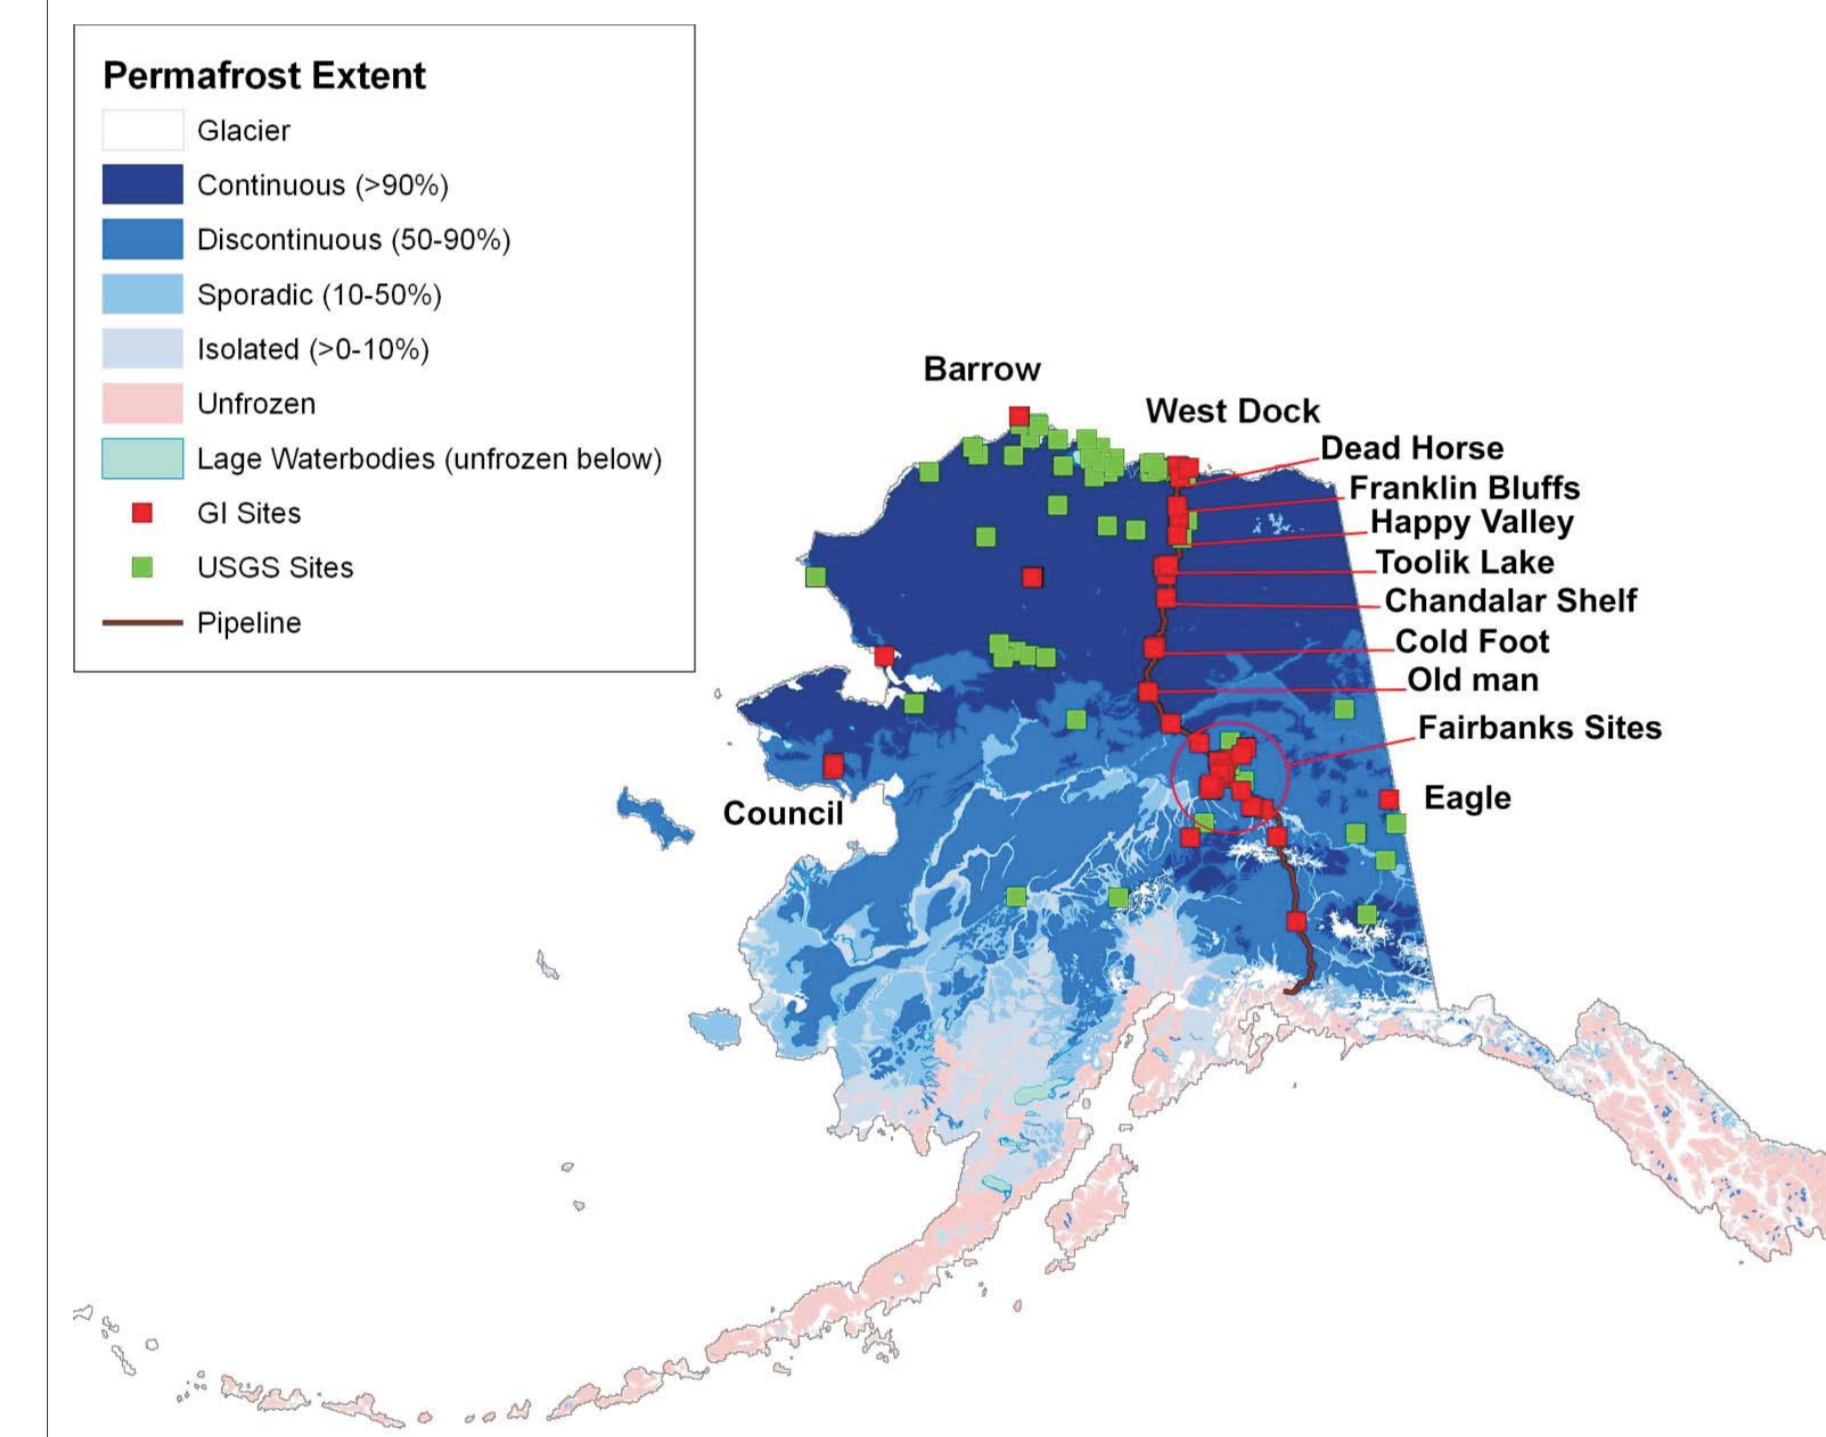 Permafrost Extent
Glacier
Continuous (>90%)
Discontinuous (50-90%)
Sporadic (10-50%)
Isolated (>0-10%)
Unfrozen
Lage Waterbodies (unfrozen below)
GI Sites
USGS Sites
Pipeline
Barrow
West Dock
Dead Horse
Franklin Bluffs
Happy Valley
Toolik Lake
Chandalar Shelf
Cold Foot
Old man
Fairbanks Sites
Eagle
Council